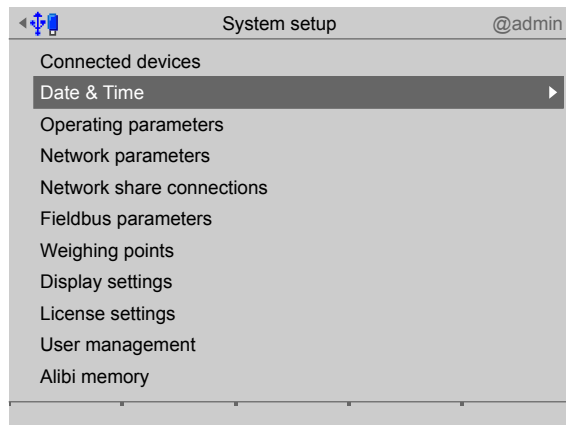 System setup @admin
Connected devices
Date & Time
Operating parameters
Network parameters
Network share connections
Fieldbus parameters
Weighing points
Display settings
License settings
User management
Alibi memory